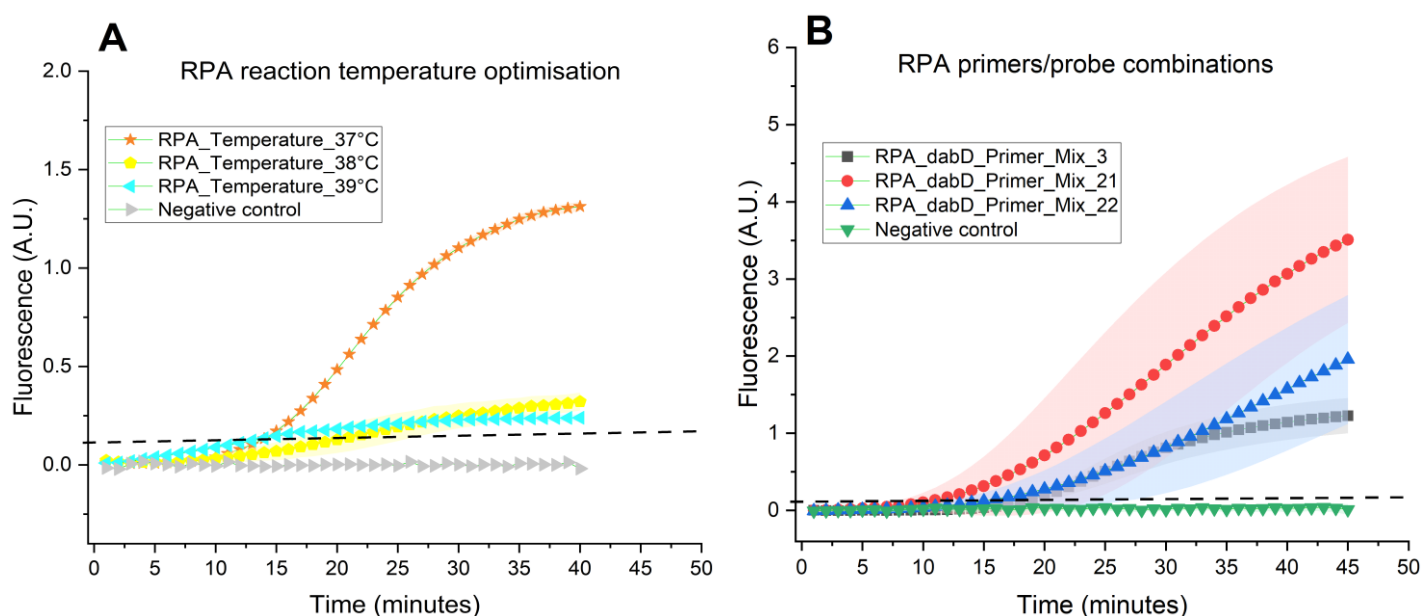 A
RPA reaction temperature optimisation
2.0
1.5
1.0
0.5
0.0
Fluorescence (A.U.)
RPA_Temperature_37°C
RPA_Temperature_38°C
RPA_Temperature_39°C
Negative control
0 5 10 15 20 25 30 35 40 45 50
Time (minutes)
B
RPA primers/probe combinations
6
5
4
3
2
1
0
Fluorescence (A.U.)
RPA_dabD_Primer_Mix_3
RPA_dabD_Primer_Mix_21
RPA_dabD_Primer_Mix_22
Negative control
0 5 10 15 20 25 30 35 40 45 50
Time (minutes)